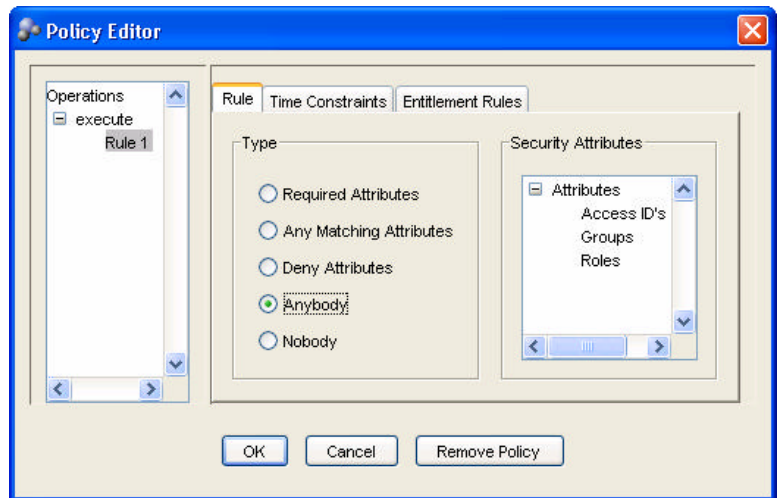 Policy Editor
Operations
execute
Rule 1
Rule
Time Constraints
Entitlement Rules
Type
Required Attributes
Any Matching Attributes
Deny Attributes
Anybody
Nobody
Security Attributes
Attributes
Access ID's
Groups
Roles
OK
Cancel
Remove Policy